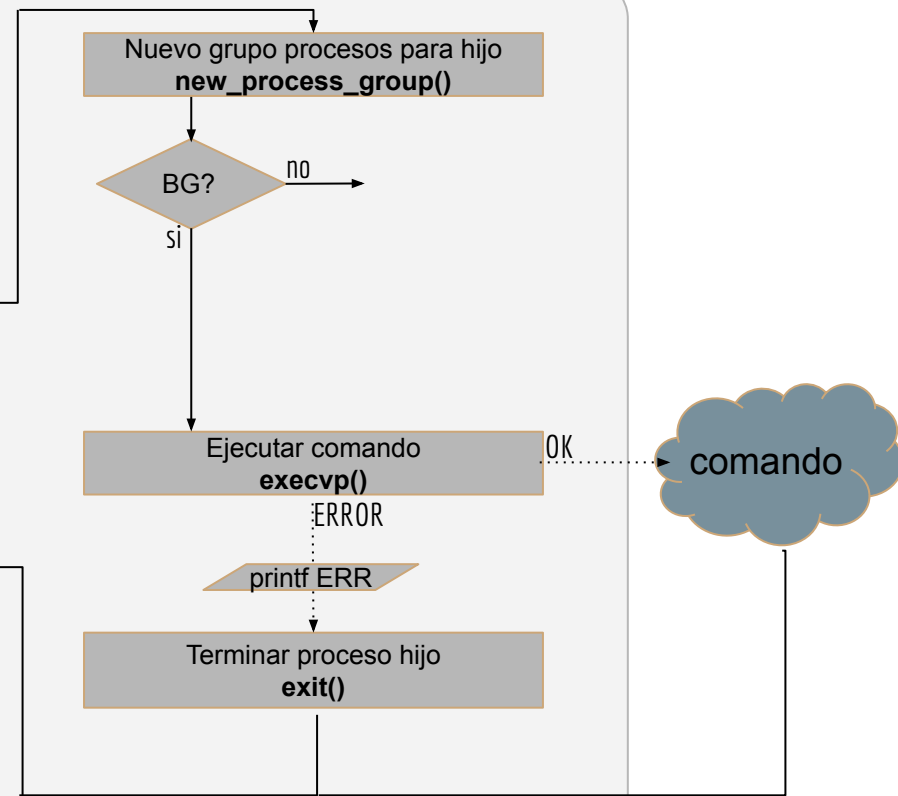 Nuevo grupo procesos para hijo
new_process_group()
BG?
no
si
Ejecutar comando
execvp()
OK
comando
ERROR
printf ERR
Terminar proceso hijo
exit()